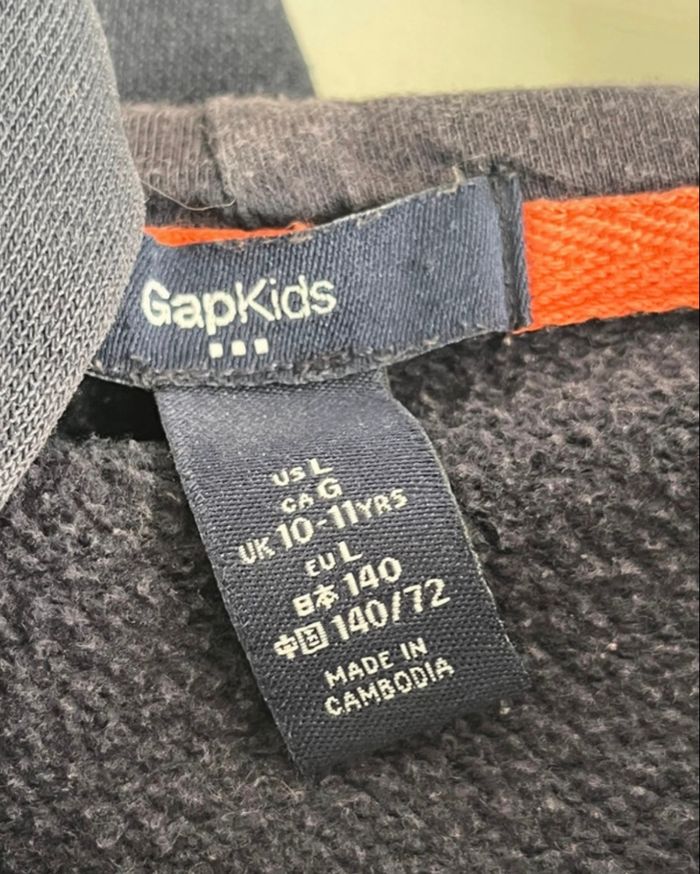 GapKids
US L
CA G
UK 10-11YRS
EU L
日本 140
中国 140/72
MADE IN
CAMBODIA